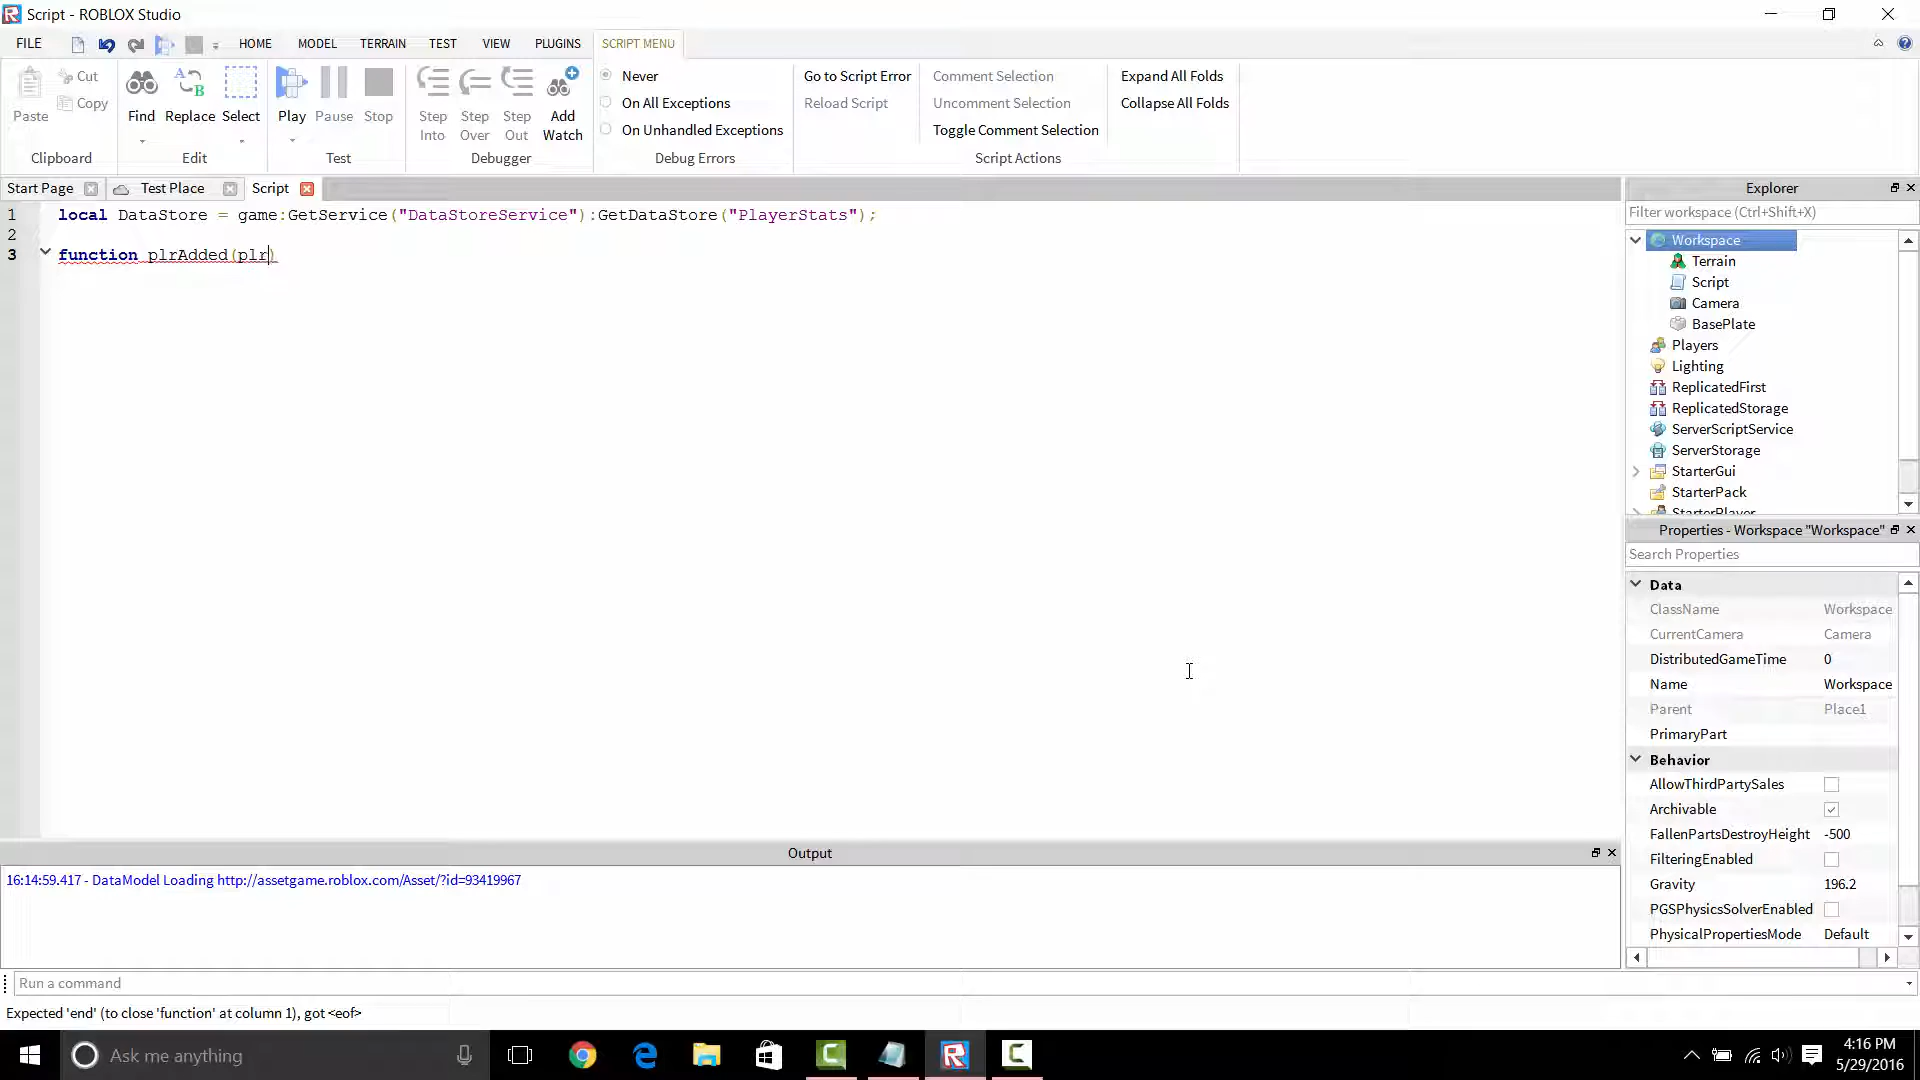 Script - ROBLOX Studio
FILE HOME MODEL TERRAIN TEST VIEW PLUGINS SCRIPT MENU
Paste
Cut
Copy
Clipboard
Find
Replace
Select
Edit
Play
Pause
Stop
Test
Step Into
Step Over
Step Out
Add Watch
Debugger
Never
On All Exceptions
On Unhandled Exceptions
Debug Errors
Go to Script Error
Reload Script
Comment Selection
Uncomment Selection
Toggle Comment Selection
Script Actions
Expand All Folds
Collapse All Folds
Start Page
Test Place
Script
1 local DataStore = game:GetService("DataStoreService"):GetDataStore("PlayerStats");
2
3 function plrAdded(plr)
Explorer
Filter workspace (Ctrl+Shift+X)
Workspace
Terrain
Script
Camera
BasePlate
Players
Lighting
ReplicatedFirst
ReplicatedStorage
ServerScriptService
ServerStorage
StarterGui
StarterPack
StarterPlayer
Properties - Workspace "Workspace"
Search Properties
Data
ClassName Workspace
CurrentCamera Camera
DistributedGameTime 0
Name Workspace
Parent Place1
PrimaryPart
Behavior
AllowThirdPartySales
Archivable
FallenPartsDestroyHeight -500
FilteringEnabled
Gravity 196.2
PGSPhysicsSolverEnabled
PhysicalPropertiesMode Default
Output
16:14:59.417 - DataModel Loading http://assetgame.roblox.com/Asset/?id=93419967
Run a command
Expected 'end' (to close 'function' at column 1), got <eof>
Ask me anything
4:16 PM
5/29/2016